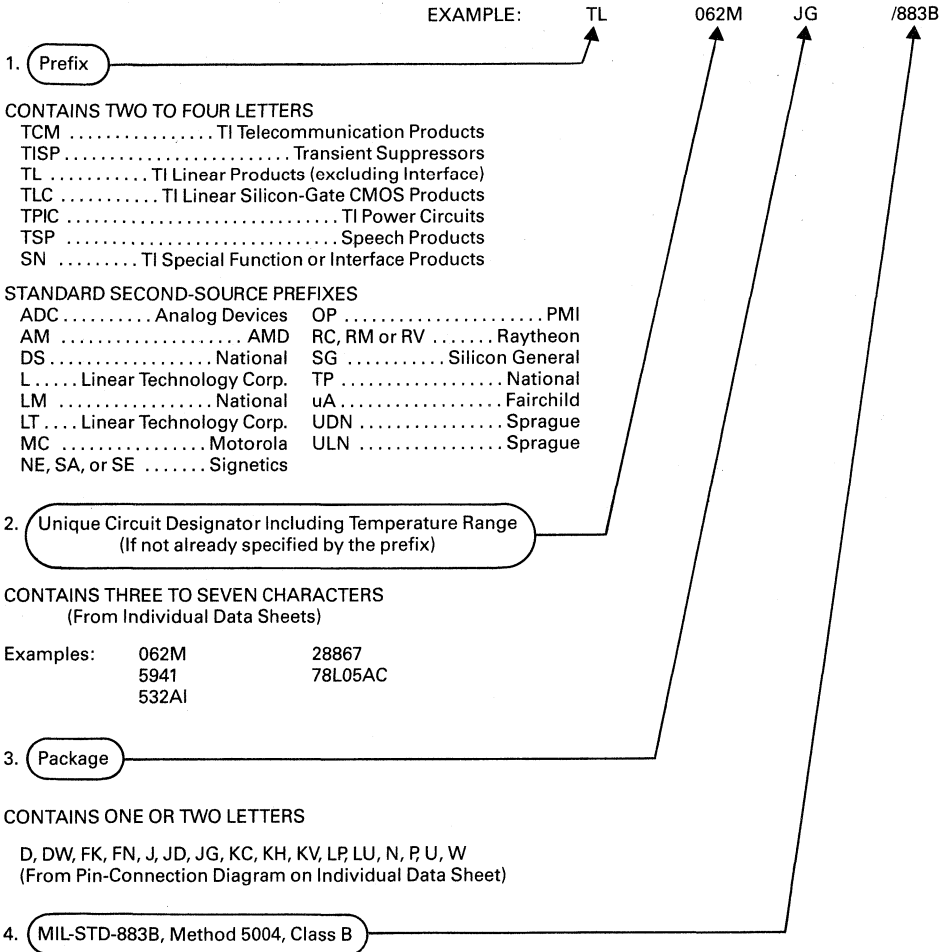 EXAMPLE: TL 062M JG /883B
1. Prefix
CONTAINS TWO TO FOUR LETTERS
TCM ................ TI Telecommunication Products
TISP ........................ Transient Suppressors
TL ........... TI Linear Products (excluding Interface)
TLC ........... TI Linear Silicon-Gate CMOS Products
TPIC ............................. TI Power Circuits
TSP ............................. Speech Products
SN ......... TI Special Function or Interface Products
STANDARD SECOND-SOURCE PREFIXES
ADC .......... Analog Devices OP ...................... PMI
AM .................... AMD RC, RM or RV ....... Raytheon
DS ................ National SG ........... Silicon General
L ..... Linear Technology Corp. TP ................. National
LM ................ National uA ................. Fairchild
LT .... Linear Technology Corp. UDN ................ Sprague
MC ................ Motorola ULN ................ Sprague
NE, SA, or SE ....... Signetics
2. Unique Circuit Designator Including Temperature Range
(If not already specified by the prefix)
CONTAINS THREE TO SEVEN CHARACTERS
(From Individual Data Sheets)
Examples: 062M 28867
5941 78L05AC
532AI
3. Package
CONTAINS ONE OR TWO LETTERS
D, DW, FK, FN, J, JD, JG, KC, KH, KV, LP, LU, N, P, U, W
(From Pin-Connection Diagram on Individual Data Sheet)
4. MIL-STD-883B, Method 5004, Class B